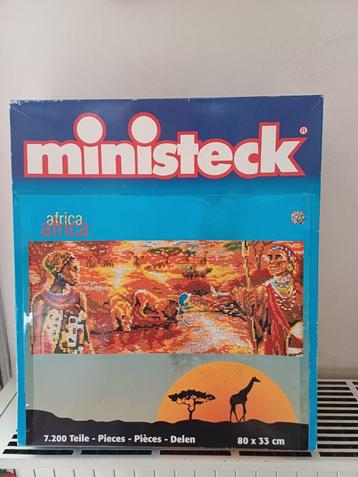 ministeck®
africa
africa
7.200 Teile - Pieces - Pièces - Delen 80 x 33 cm